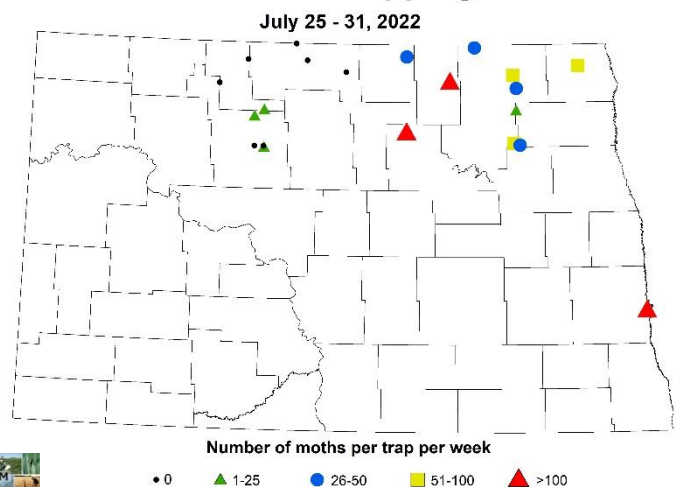 July 25 - 31, 2022
Number of moths per trap per week
0 1-25 26-50 51-100 >100
M